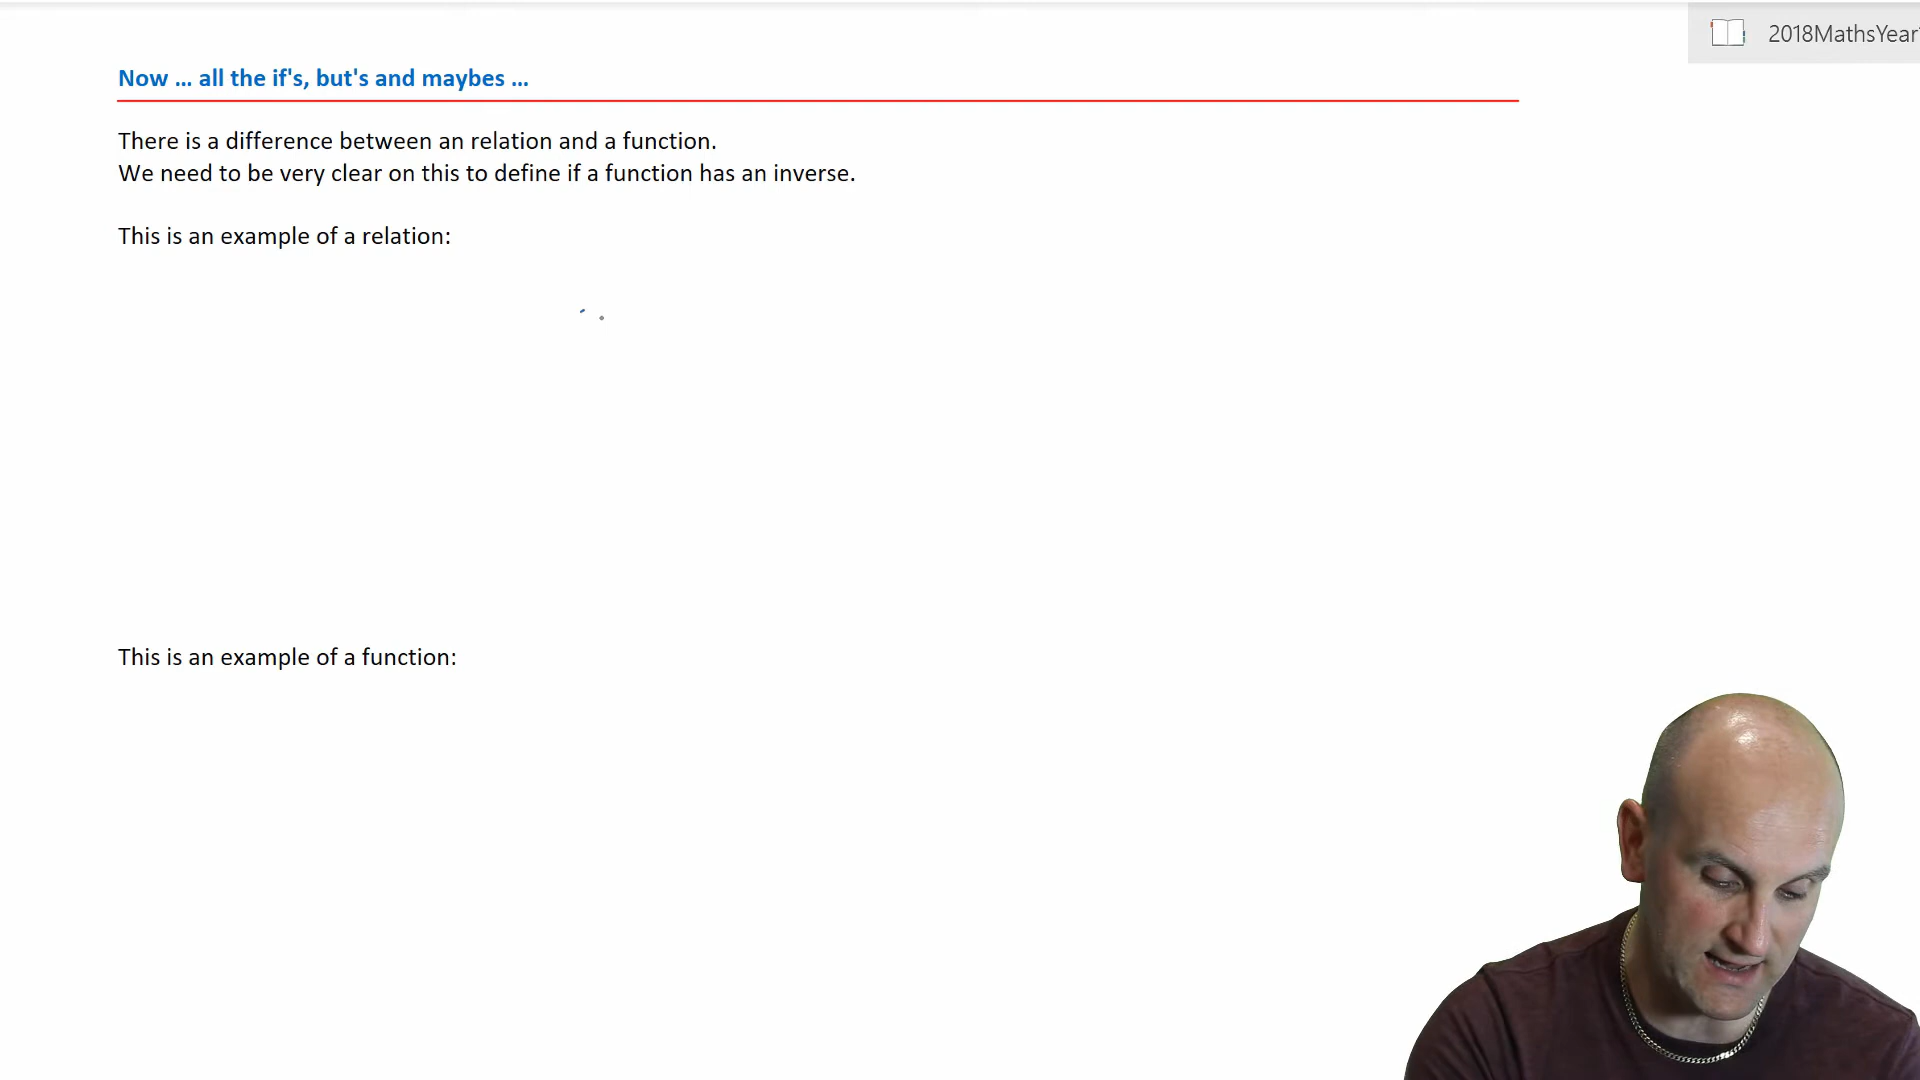 2018MathsYear
Now ... all the if's, but's and maybes ...
There is a difference between an relation and a function.
We need to be very clear on this to define if a function has an inverse.
This is an example of a relation:
This is an example of a function: